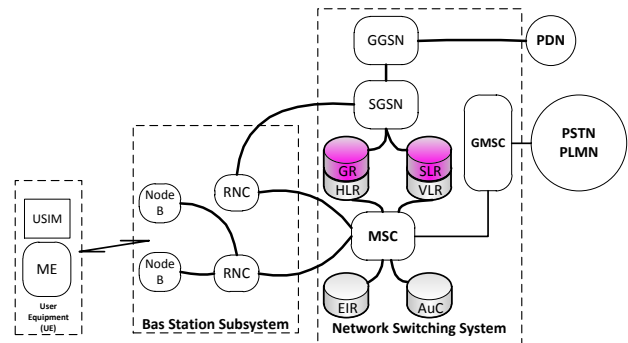 GGSN
PDN
SGSN
GMSC
PSTN
PLMN
GR
HLR
SLR
VLR
RNC
Node
B
USIM
MSC
ME
Node
B
RNC
EIR
AuC
User
Equipment
(UE)
Bas Station Subsystem
Network Switching System